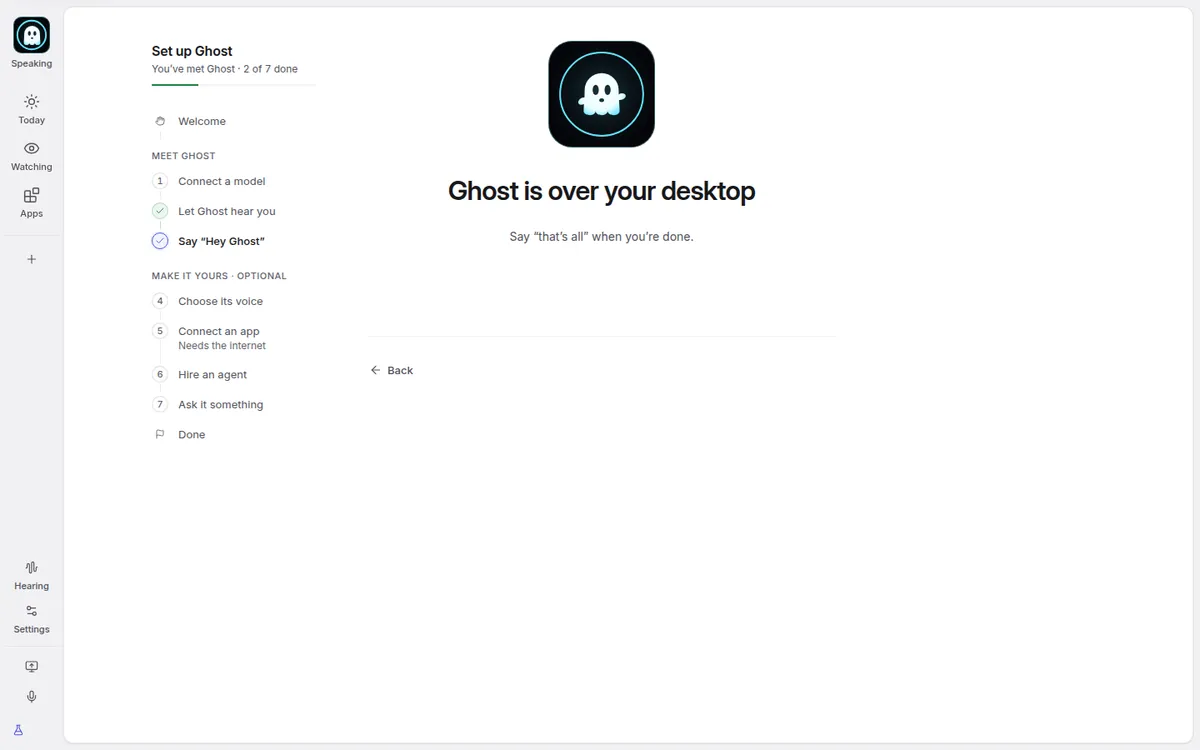 Speaking
Today
Watching
Apps
Hearing
Settings
Set up Ghost
You’ve met Ghost · 2 of 7 done
Welcome
MEET GHOST
1 Connect a model
Let Ghost hear you
Say “Hey Ghost”
MAKE IT YOURS · OPTIONAL
4 Choose its voice
5 Connect an app
Needs the internet
6 Hire an agent
7 Ask it something
Done
Ghost is over your desktop
Say “that’s all” when you’re done.
Back